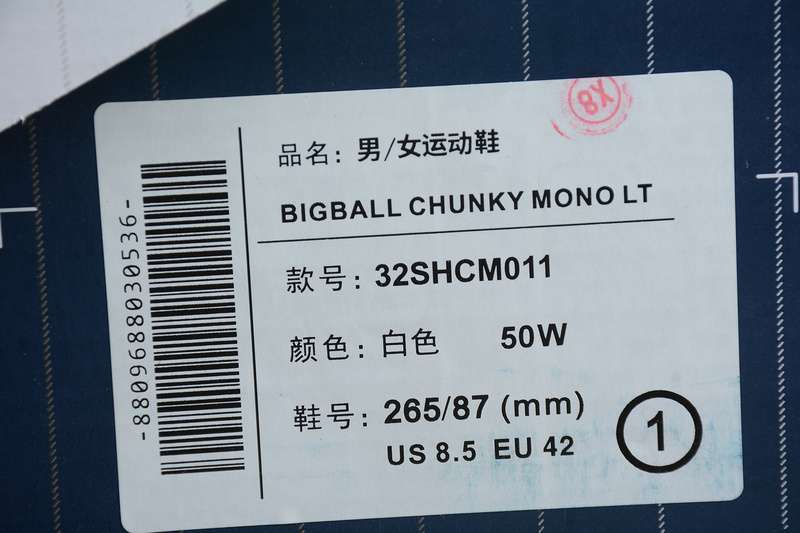 品名: 男/女运动鞋
BIGBALL CHUNKY MONO LT
款号: 32SHCM011
颜色: 白色 50W
鞋号: 265/87 (mm)
US 8.5 EU 42
1
-8809688030536-
X8